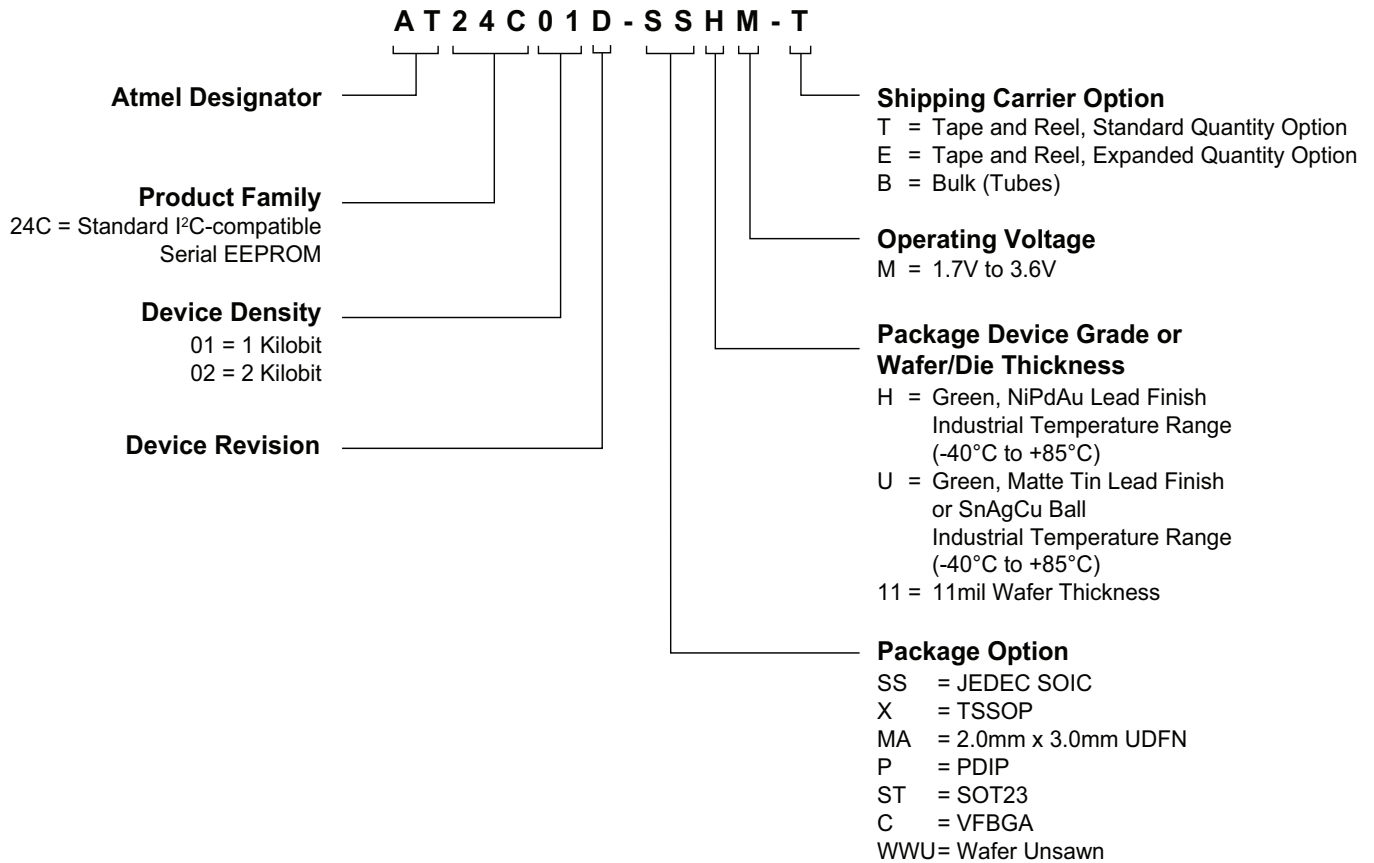 AT24C01D-SSHM-T
Atmel Designator
Product Family
24C = Standard I²C-compatible
Serial EEPROM
Device Density
01 = 1 Kilobit
02 = 2 Kilobit
Device Revision
Shipping Carrier Option
T = Tape and Reel, Standard Quantity Option
E = Tape and Reel, Expanded Quantity Option
B = Bulk (Tubes)
Operating Voltage
M = 1.7V to 3.6V
Package Device Grade or
Wafer/Die Thickness
H = Green, NiPdAu Lead Finish
Industrial Temperature Range
(-40°C to +85°C)
U = Green, Matte Tin Lead Finish
or SnAgCu Ball
Industrial Temperature Range
(-40°C to +85°C)
11 = 11mil Wafer Thickness
Package Option
SS = JEDEC SOIC
X = TSSOP
MA = 2.0mm x 3.0mm UDFN
P = PDIP
ST = SOT23
C = VFBGA
WWU= Wafer Unsawn